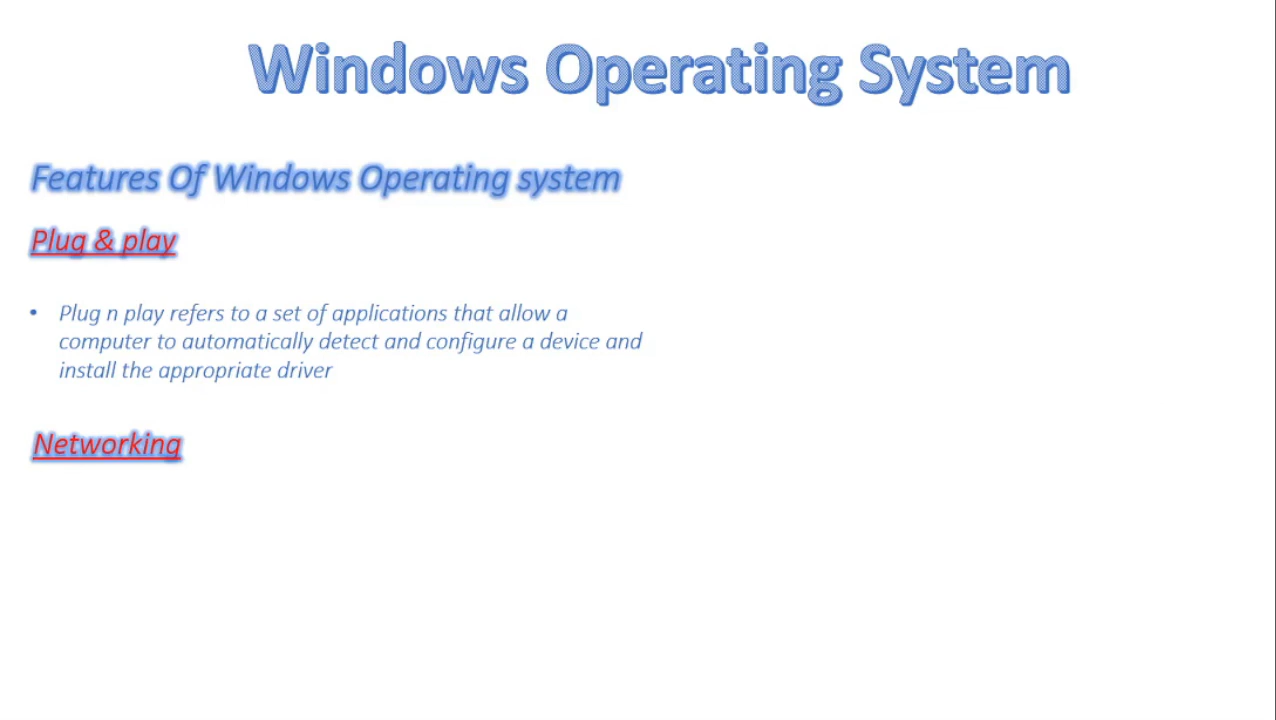 Windows Operating System
Features Of Windows Operating system
Plug & play
• Plug n play refers to a set of applications that allow a
computer to automatically detect and configure a device and
install the appropriate driver
Networking